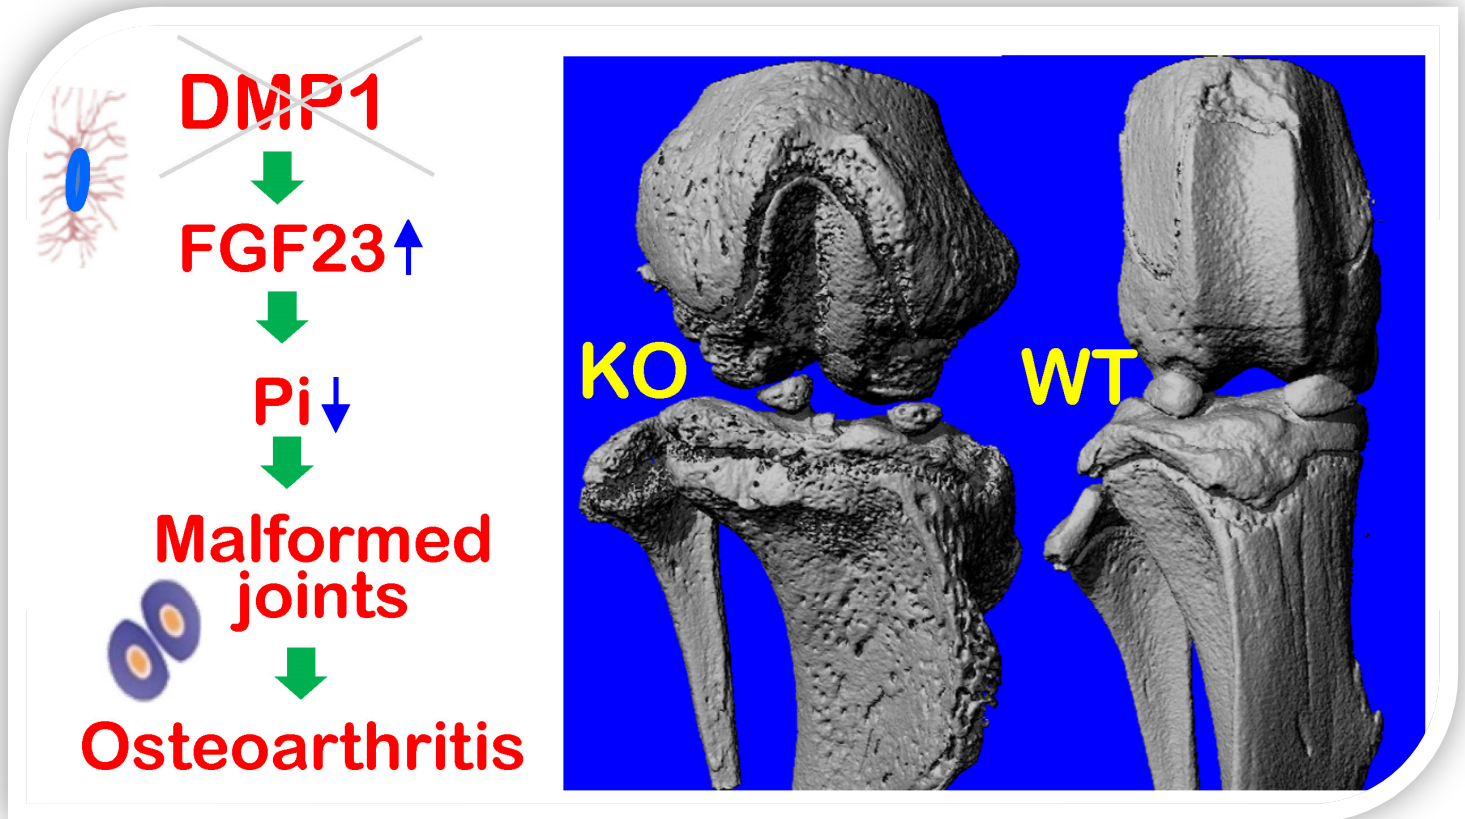 DMP1
FGF23
Pi
Malformed
joints
Osteoarthritis
KO
WT